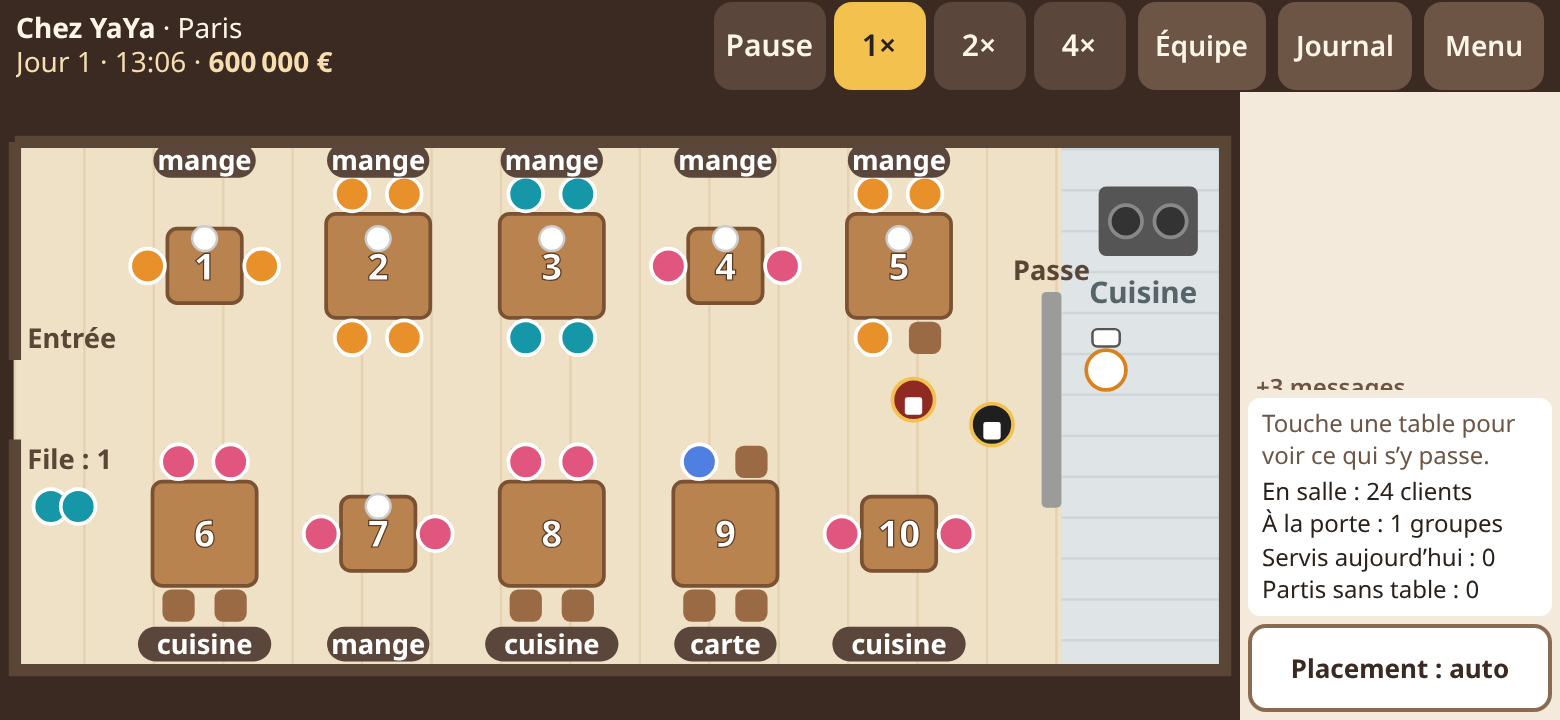 Chez YaYa · Paris
Jour 1 · 13:06 · 600 000 €
Pause
1×
2×
4×
Équipe
Journal
Menu
mange
mange
mange
mange
mange
1
2
3
4
5
Passe
Cuisine
Entrée
File : 1
6
7
8
9
10
cuisine
mange
cuisine
carte
cuisine
+3 messages
Touche une table pour
voir ce qui s’y passe.
En salle : 24 clients
À la porte : 1 groupes
Servis aujourd’hui : 0
Partis sans table : 0
Placement : auto